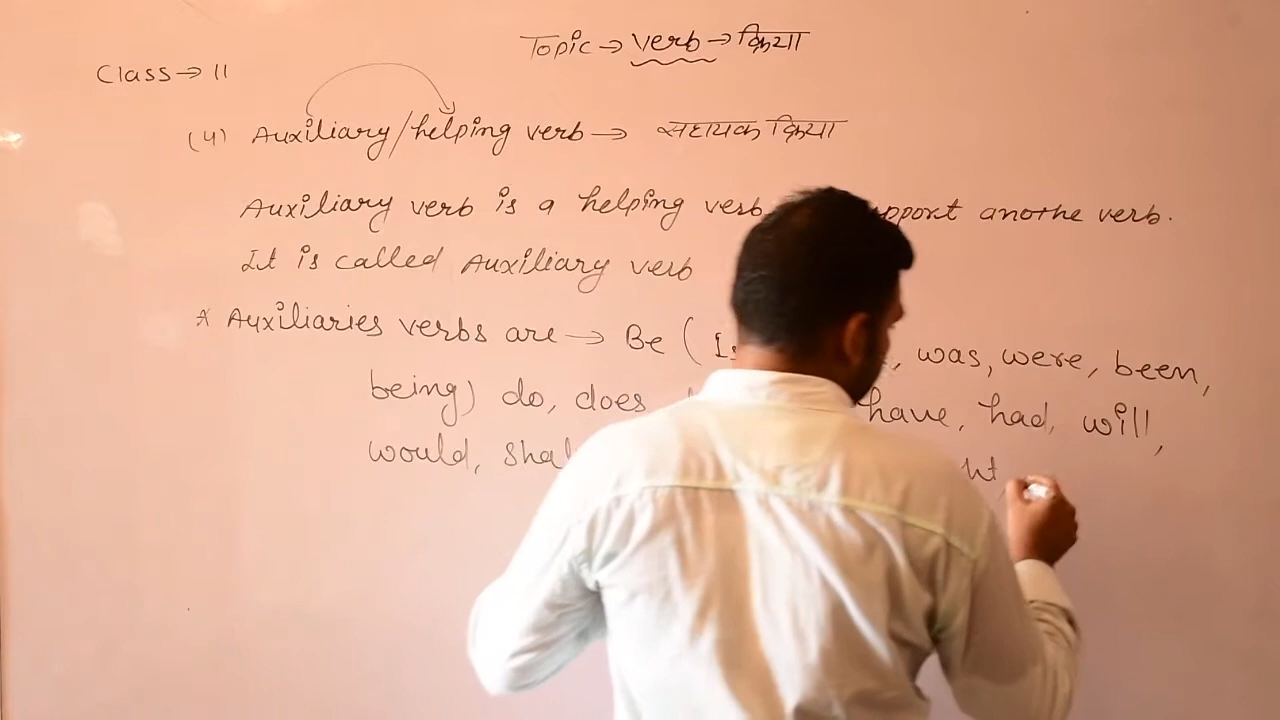 Topic → verb → क्रिया
Class → 11
(4) Auxiliary/helping verb → सहायक क्रिया
Auxiliary verb is a helping verb anothe verb.
It is called Auxiliary verb
* Auxiliaries verbs are → Be ( was, were, been,
being) do, does have, had, will,
would,